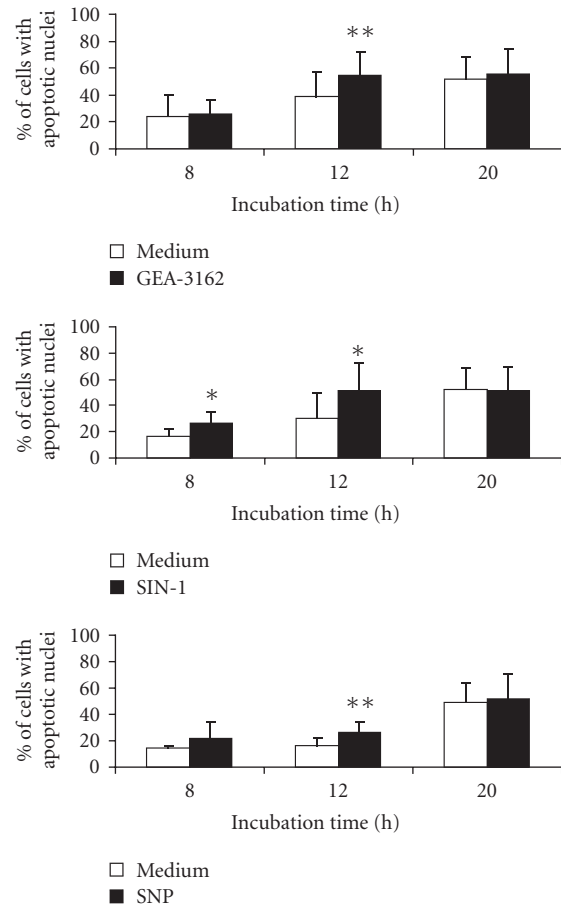 % of cells with
apoptotic nuclei
100
80
60
40
20
0
**
8
12
20
Incubation time (h)
Medium
GEA-3162
% of cells with
apoptotic nuclei
100
80
60
40
20
0
*
*
8
12
20
Incubation time (h)
Medium
SIN-1
% of cells with
apoptotic nuclei
100
80
60
40
20
0
**
8
12
20
Incubation time (h)
Medium
SNP